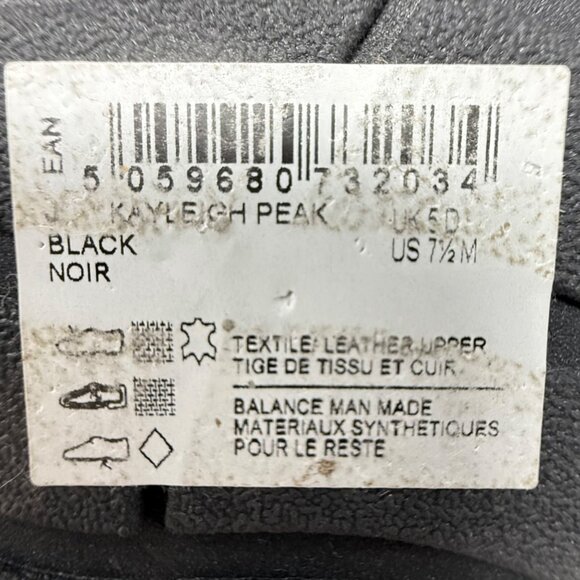 EAN
5 059680 732034
KAYLEIGH PEAK UK 5 D
BLACK US 7½ M
NOIR
TEXTILE/ LEATHER UPPER
TIGE DE TISSU ET CUIR
BALANCE MAN MADE
MATERIAUX SYNTHETIQUES
POUR LE RESTE